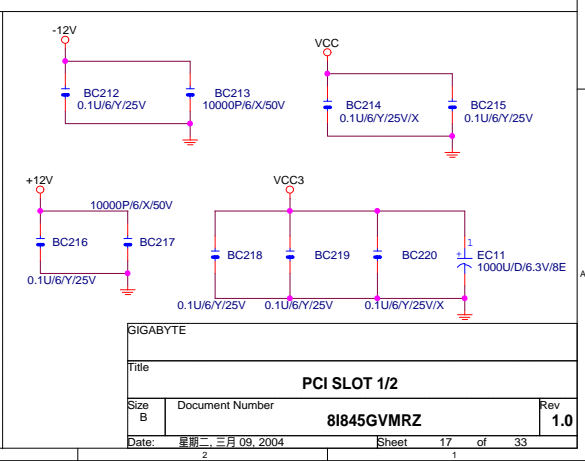 -12V
BC212
0.1U/6/Y/25V
BC213
10000P/6/X/50V
VCC
BC214
0.1U/6/Y/25V/X
BC215
0.1U/6/Y/25V
+12V
10000P/6/X/50V
BC216
BC217
0.1U/6/Y/25V
VCC3
BC218
BC219
BC220
1
+
EC11
1000U/D/6.3V/8E
0.1U/6/Y/25V
0.1U/6/Y/25V
0.1U/6/Y/25V/X
A
GIGABYTE
Title
PCI SLOT 1/2
Size
B
Document Number
8I845GVMRZ
Rev
1.0
Date:
星期二, 三月 09, 2004
Sheet 17 of 33
2
1